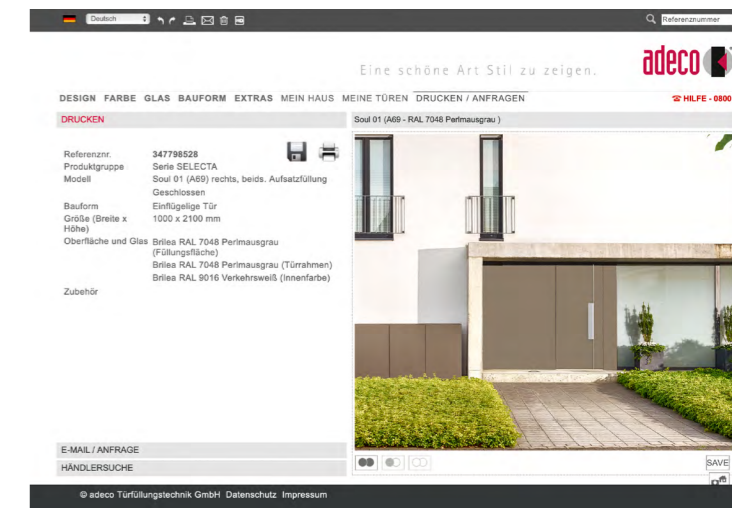 Deutsch
Referenznummer
Eine schöne Art Stil zu zeigen.
adeco
DESIGN FARBE GLAS BAUFORM EXTRAS MEIN HAUS MEINE TÜREN DRUCKEN / ANFRAGEN
HILFE - 0800
DRUCKEN
Soul 01 (A69 - RAL 7048 Perlmausgrau )
Referenznr. 347798528
Produktgruppe Serie SELECTA
Modell Soul 01 (A69) rechts, beids. Aufsatzfüllung
Geschlossen
Bauform Einflügelige Tür
Größe (Breite x 1000 x 2100 mm
Höhe)
Oberfläche und Glas Brilea RAL 7048 Perlmausgrau
(Füllungsfläche)
Brilea RAL 7048 Perlmausgrau (Türrahmen)
Brilea RAL 9016 Verkehrsweiß (Innenfarbe)
Zubehör
E-MAIL / ANFRAGE
HÄNDLERSUCHE
SAVE
© adeco Türfüllungstechnik GmbH Datenschutz Impressum